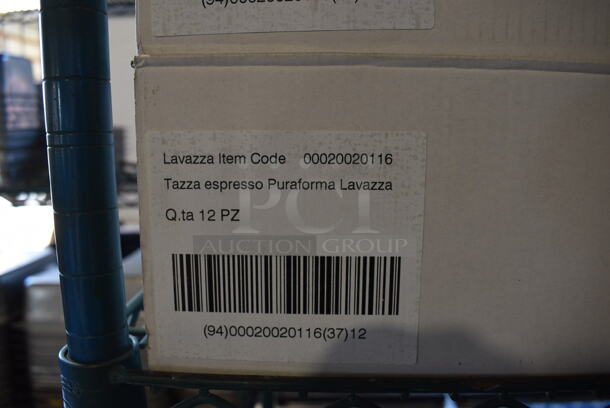 Lavazza Item Code 00020020116
Tazza espresso Puraforma Lavazza
Q.ta 12 PZ
PCI
AUCTION GROUP
(94)00020020116(37)12